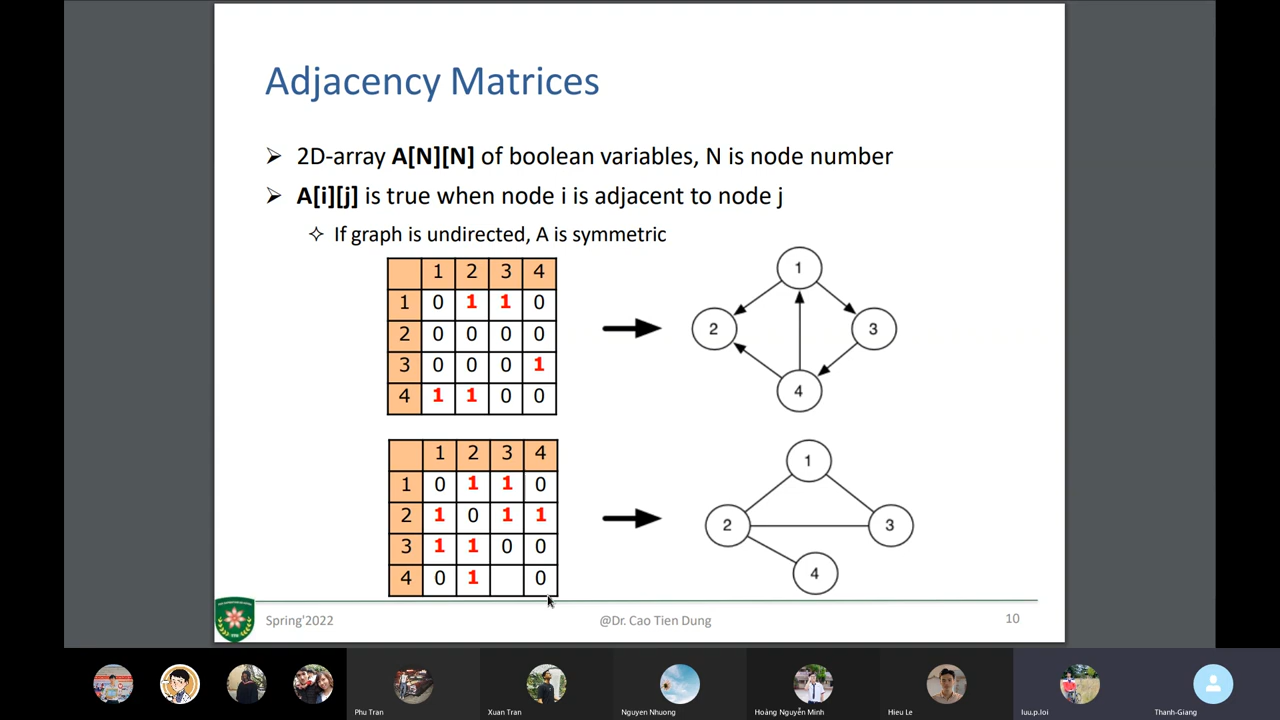 Adjacency Matrices
➢ 2D-array A[N][N] of boolean variables, N is node number
➢ A[i][j] is true when node i is adjacent to node j
✧ If graph is undirected, A is symmetric
1 2 3 4
1 0 1 1 0
2 0 0 0 0
3 0 0 0 1
4 1 1 0 0
1
2
3
4
1 2 3 4
1 0 1 1 0
2 1 0 1 1
3 1 1 0 0
4 0 1 0
1
2
3
4
Spring'2022
@Dr. Cao Tien Dung
10
Phu Tran
Xuan Tran
Nguyen Nhuong
Hoàng Nguyễn Minh
Hieu Le
luu.p.loi
Thanh-Giang